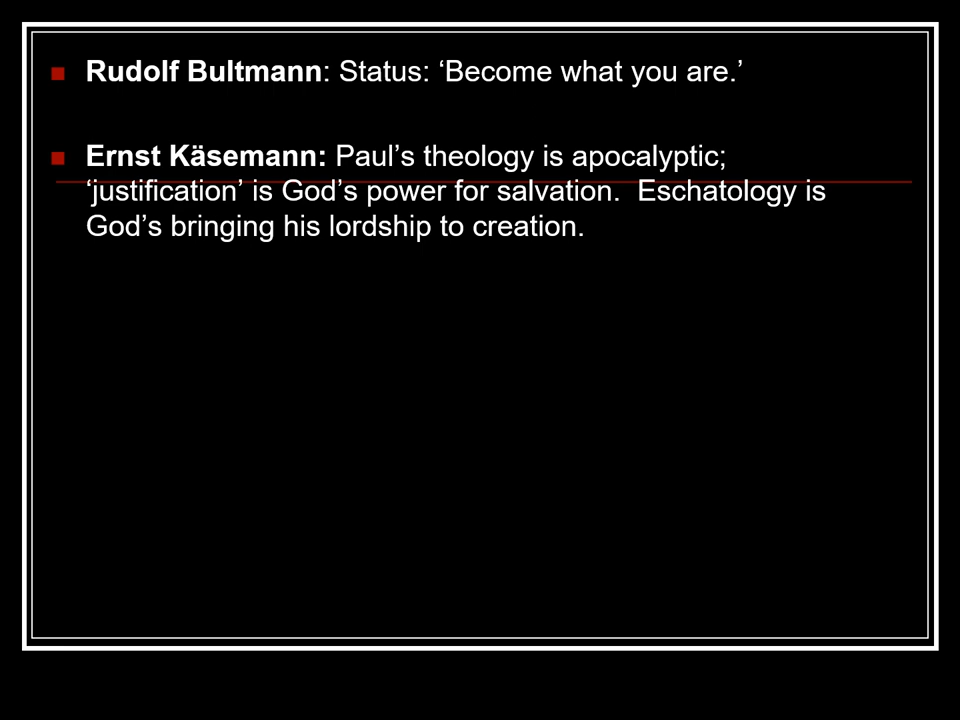 Rudolf Bultmann: Status: ‘Become what you are.’
Ernst Käsemann: Paul’s theology is apocalyptic;
‘justification’ is God’s power for salvation.  Eschatology is
God’s bringing his lordship to creation.